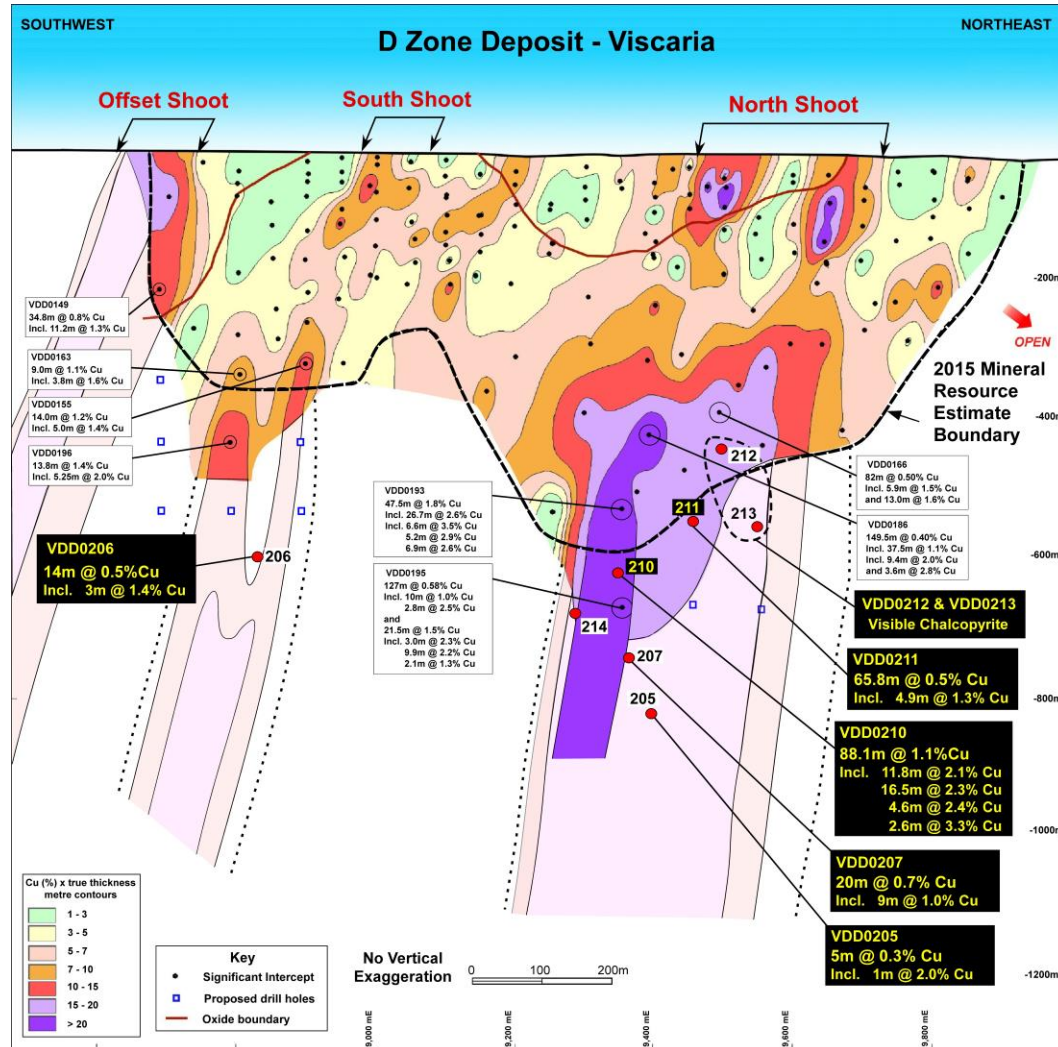 SOUTHWEST
NORTHEAST
D Zone Deposit - Viscaria
Offset Shoot
South Shoot
North Shoot
-200m
OPEN
2015 Mineral
Resource
Estimate
Boundary
VDD0149
34.8m @ 0.8% Cu
Incl. 11.2m @ 1.3% Cu
VDD0163
9.0m @ 1.1% Cu
Incl. 3.8m @ 1.6% Cu
VDD0155
14.0m @ 1.2% Cu
Incl. 5.0m @ 1.4% Cu
VDD0196
13.8m @ 1.4% Cu
Incl. 5.25m @ 2.0% Cu
-400m
212
VDD0166
82m @ 0.50% Cu
Incl. 5.9m @ 1.5% Cu
and 13.0m @ 1.6% Cu
VDD0193
47.5m @ 1.8% Cu
Incl. 26.7m @ 2.6% Cu
Incl. 6.6m @ 3.5% Cu
5.2m @ 2.9% Cu
6.9m @ 2.6% Cu
211
213
VDD0186
149.5m @ 0.40% Cu
Incl. 37.5m @ 1.1% Cu
Incl. 9.4m @ 2.0% Cu
and 3.6m @ 2.8% Cu
VDD0206
14m @ 0.5%Cu
Incl. 3m @ 1.4% Cu
206
-600m
210
VDD0195
127m @ 0.58% Cu
Incl. 10m @ 1.0% Cu
2.8m @ 2.5% Cu
and
21.5m @ 1.5% Cu
Incl. 3.0m @ 2.3% Cu
9.9m @ 2.2% Cu
2.1m @ 1.3% Cu
214
207
205
VDD0212 & VDD0213
Visible Chalcopyrite
VDD0211
65.8m @ 0.5% Cu
Incl. 4.9m @ 1.3% Cu
-800m
VDD0210
88.1m @ 1.1%Cu
Incl. 11.8m @ 2.1% Cu
16.5m @ 2.3% Cu
4.6m @ 2.4% Cu
2.6m @ 3.3% Cu
-1000m
VDD0207
20m @ 0.7% Cu
Incl. 9m @ 1.0% Cu
VDD0205
5m @ 0.3% Cu
Incl. 1m @ 2.0% Cu
-1200m
Cu (%) x true thickness
metre contours
1 - 3
3 - 5
5 - 7
7 - 10
10 - 15
15 - 20
> 20
Key
Significant Intercept
Proposed drill holes
Oxide boundary
No Vertical
Exaggeration
0 100 200m
9,000 mE
9,200 mE
9,400 mE
9,600 mE
9,800 mE